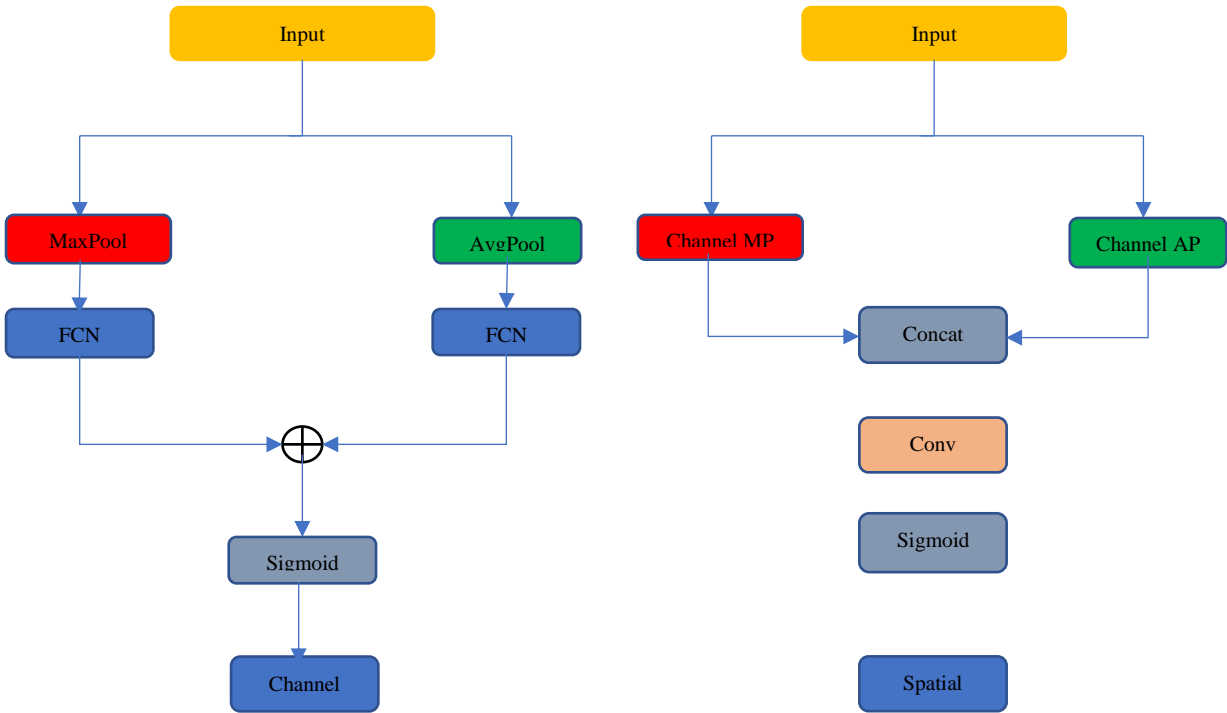 Input
MaxPool
AvgPool
FCN
FCN
Sigmoid
Channel
Input
Channel MP
Channel AP
Concat
Conv
Sigmoid
Spatial